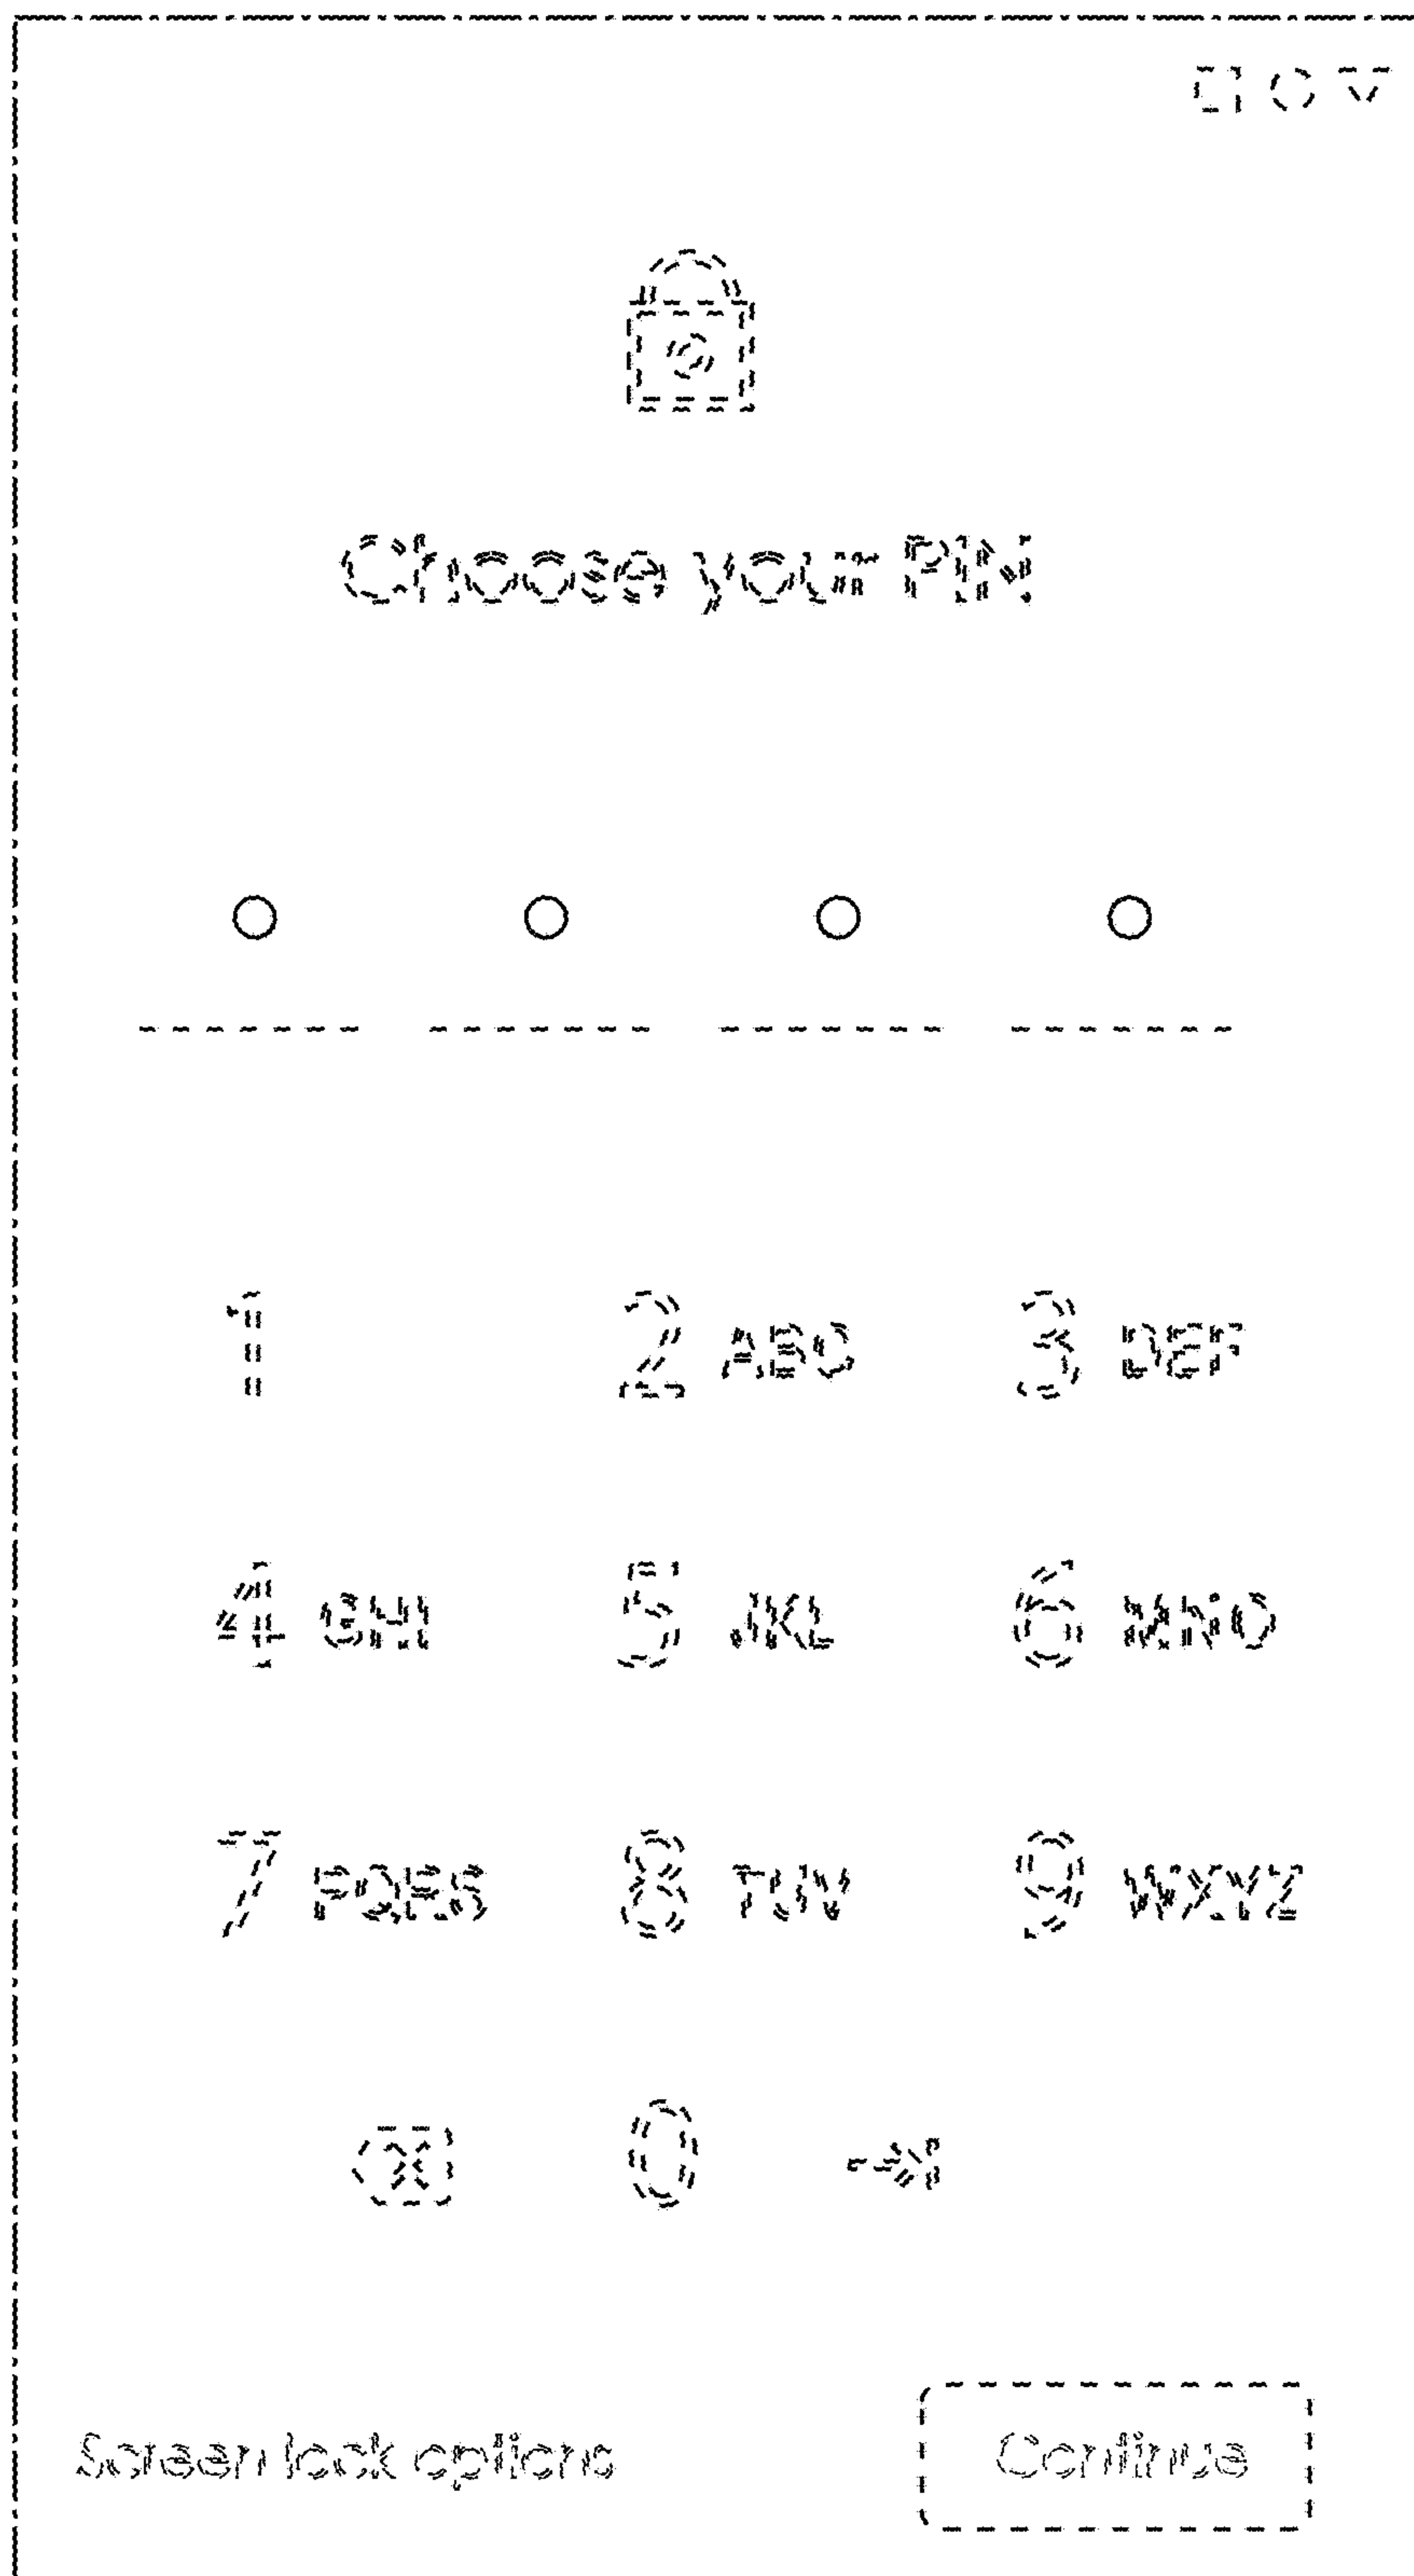 Choose your PIN
1 2 ABC 3 DEF
4 GHI 5 JKL 6 MNO
7 PQRS 8 TUV 9 WXYZ
0
Screen lock options Continue